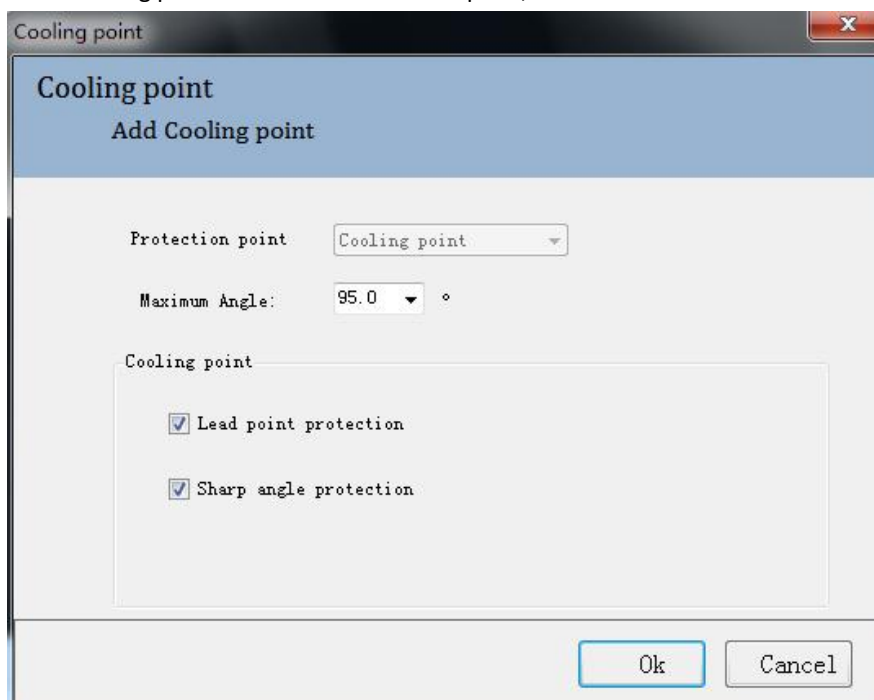 Cooling point
Cooling point
Add Cooling point
Protection point Cooling point
Maximum Angle: 95.0 °
Cooling point
Lead point protection
Sharp angle protection
Ok Cancel